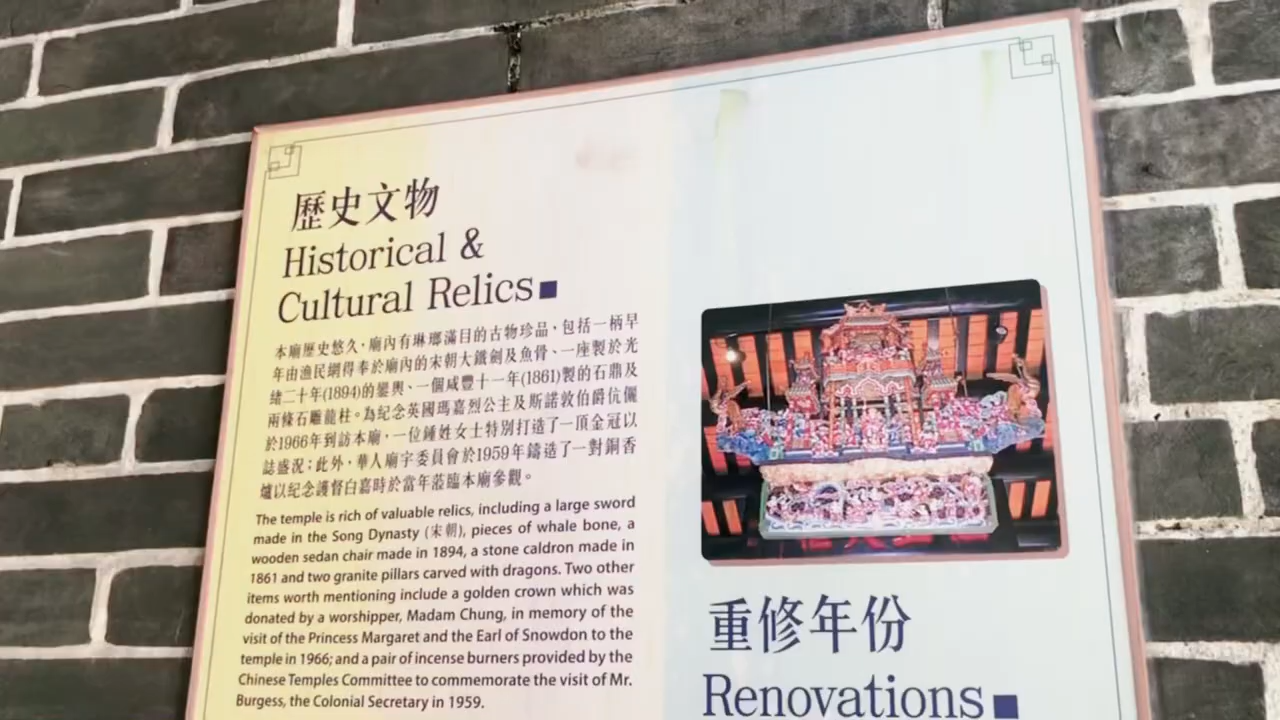 歷史文物
Historical &
Cultural Relics
本廟歷史悠久，廟內有琳瑯滿目的古物珍品，包括一柄早
年由漁民網得奉於廟內的宋朝大鐵劍及魚骨、一座製於光
緒二十年(1894)的鑾輿、一個咸豐十一年(1861)製的石鼎及
兩條石雕龍柱。為紀念英國瑪嘉烈公主及斯諾敦伯爵伉儷
於1966年到訪本廟，一位鍾姓女士特別打造了一頂金冠以
誌盛況；此外，華人廟宇委員會於1959年鑄造了一對銅香
爐以紀念護督白嘉時於當年蒞臨本廟參觀。
The temple is rich of valuable relics, including a large sword
made in the Song Dynasty (宋朝), pieces of whale bone, a
wooden sedan chair made in 1894, a stone caldron made in
1861 and two granite pillars carved with dragons. Two other
items worth mentioning include a golden crown which was
donated by a worshipper, Madam Chung, in memory of the
visit of the Princess Margaret and the Earl of Snowdon to the
temple in 1966; and a pair of incense burners provided by the
Chinese Temples Committee to commemorate the visit of Mr.
Burgess, the Colonial Secretary in 1959.
重修年份
Renovations